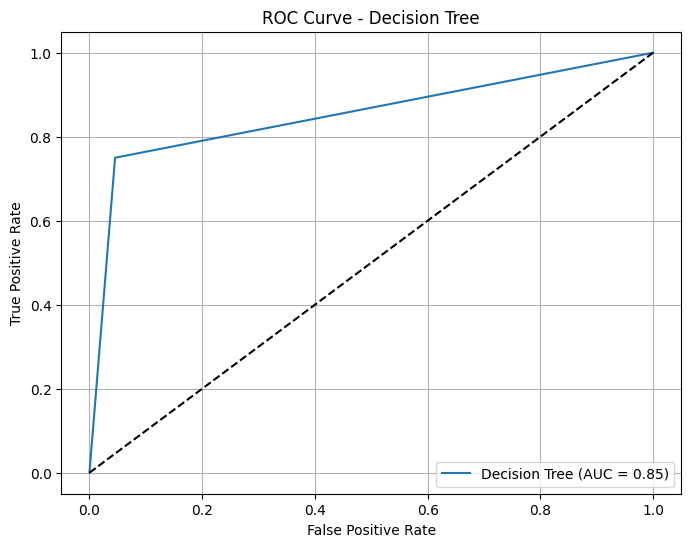 ROC Curve - Decision Tree
True Positive Rate
1.0
0.8
0.6
0.4
0.2
0.0
Decision Tree (AUC = 0.85)
0.0 0.2 0.4 0.6 0.8 1.0
False Positive Rate